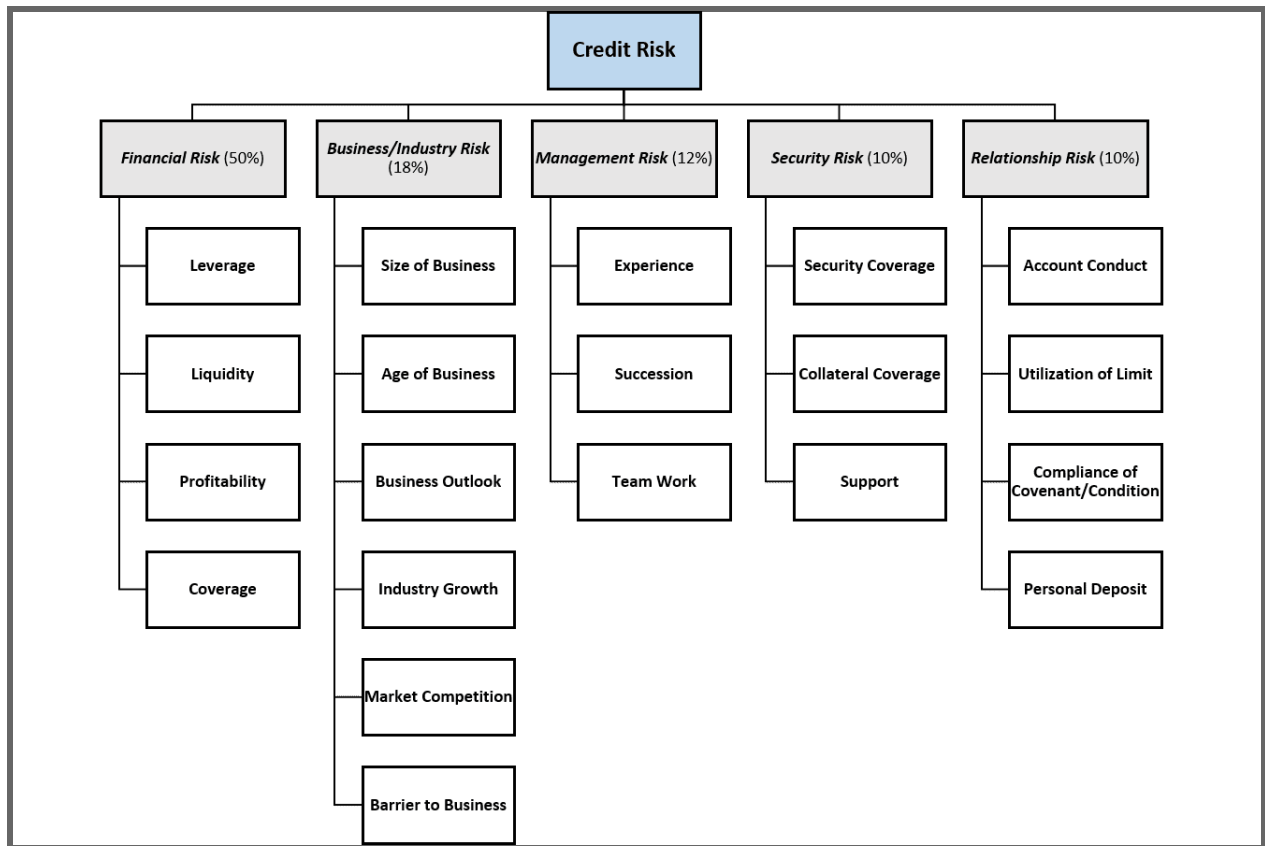 Credit Risk
Financial Risk (50%)
Business/Industry Risk
(18%)
Management Risk (12%)
Security Risk (10%)
Relationship Risk (10%)
Leverage
Size of Business
Experience
Security Coverage
Account Conduct
Liquidity
Age of Business
Succession
Collateral Coverage
Utilization of Limit
Profitability
Business Outlook
Team Work
Support
Compliance of
Covenant/Condition
Coverage
Industry Growth
Personal Deposit
Market Competition
Barrier to Business